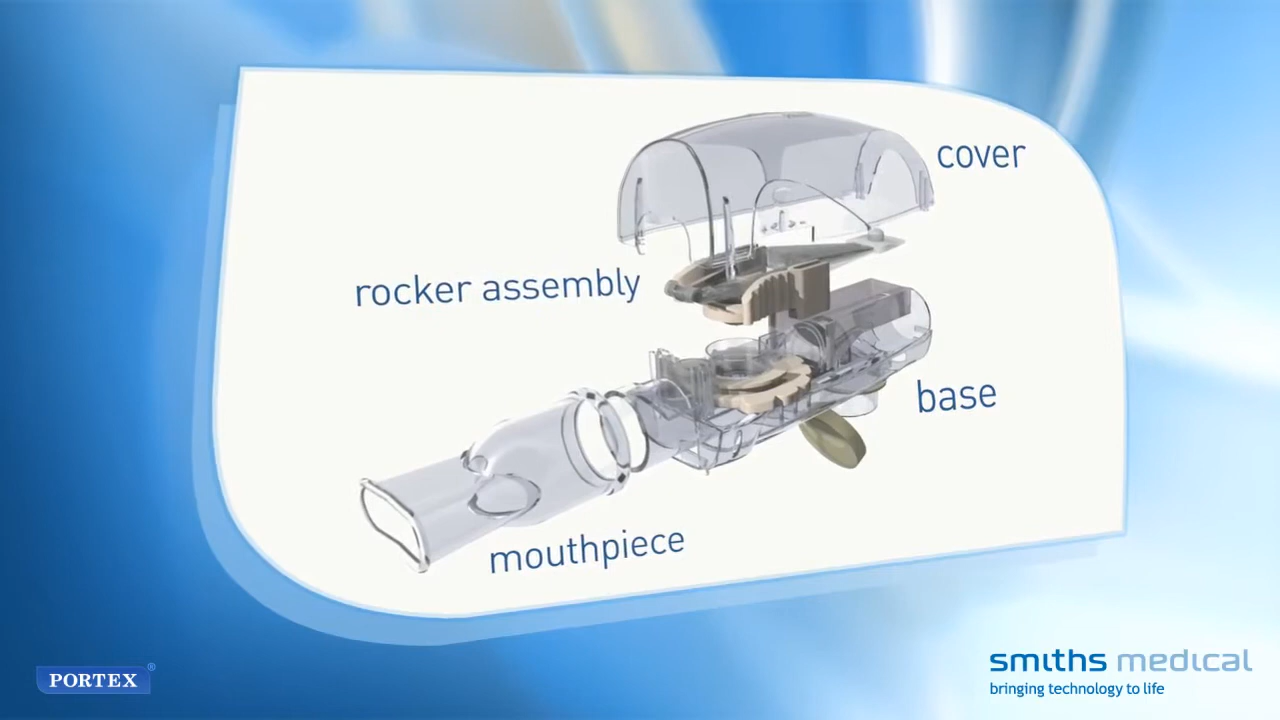 cover
rocker assembly
base
mouthpiece
PORTEX®
smiths medical
bringing technology to life